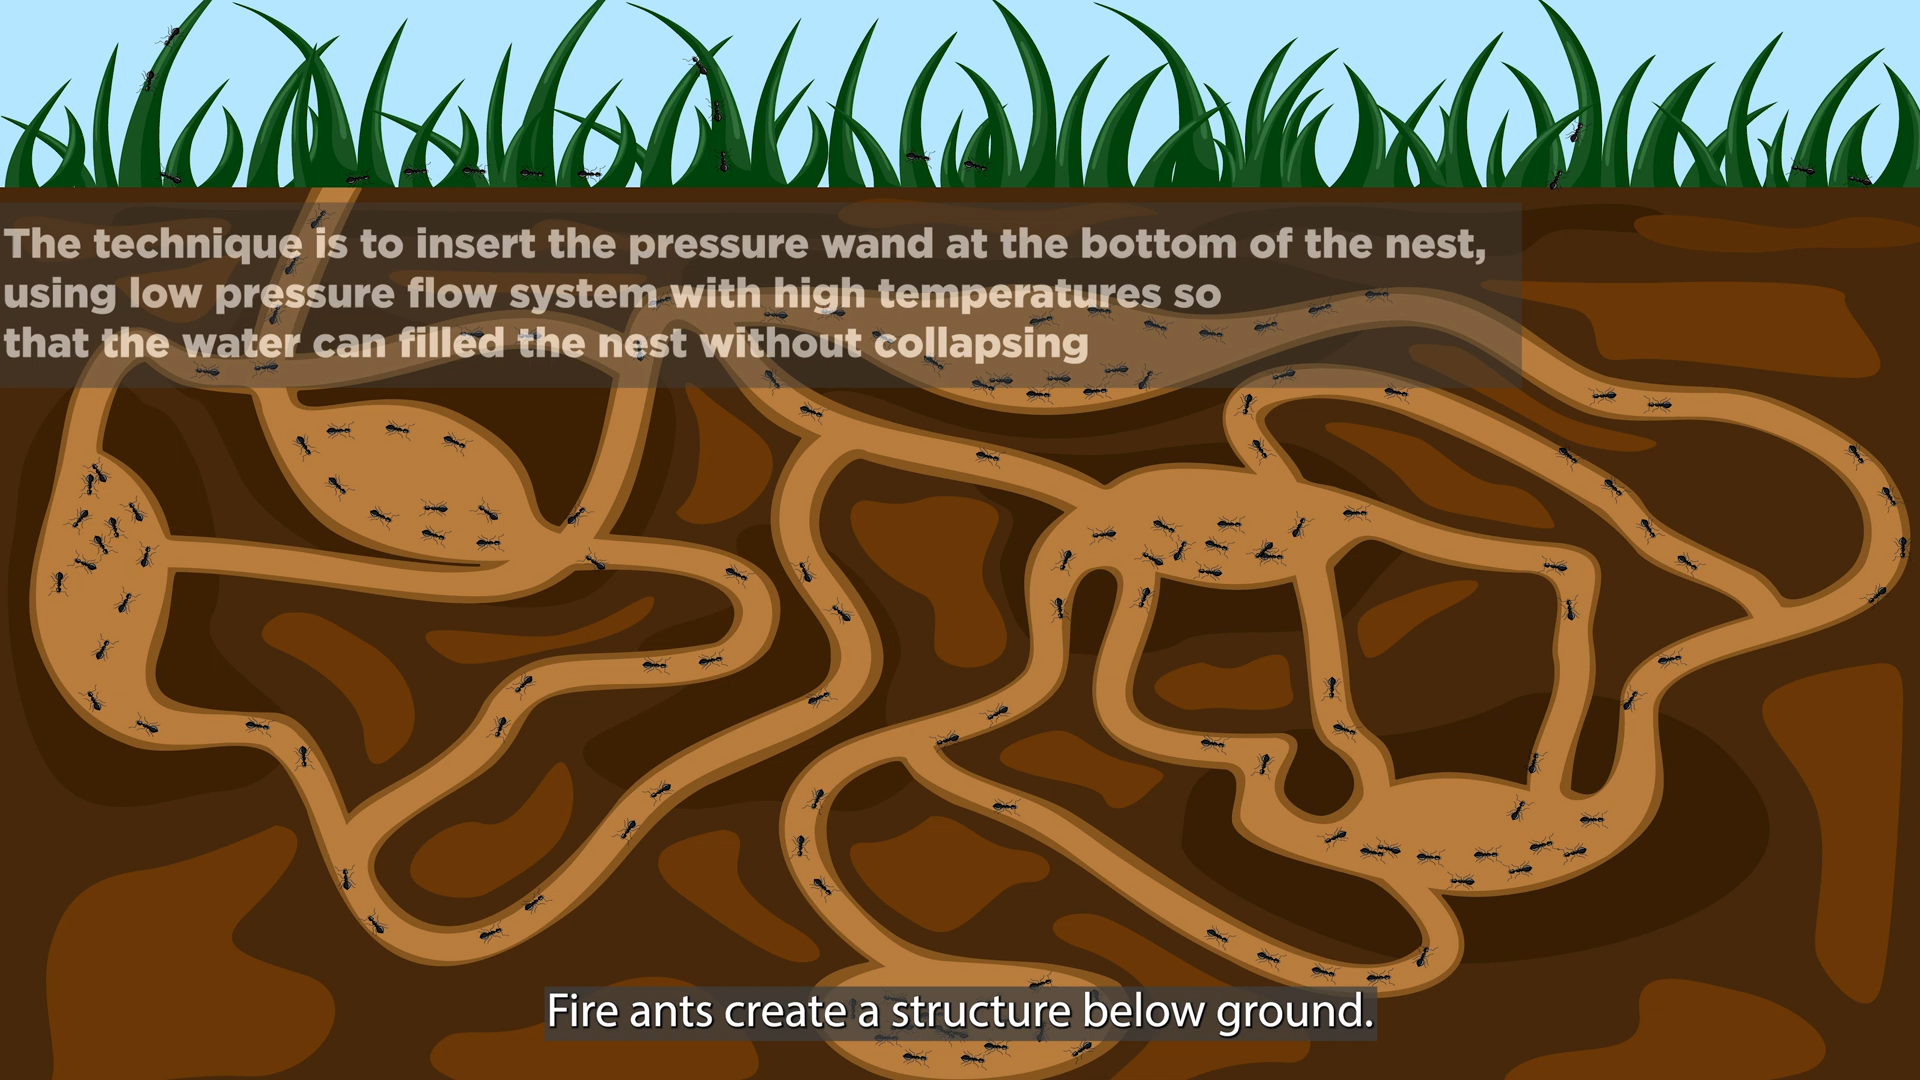 The technique is to insert the pressure wand at the bottom of the nest,
using low pressure flow system with high temperatures so
that the water can filled the nest without collapsing
Fire ants create a structure below ground.